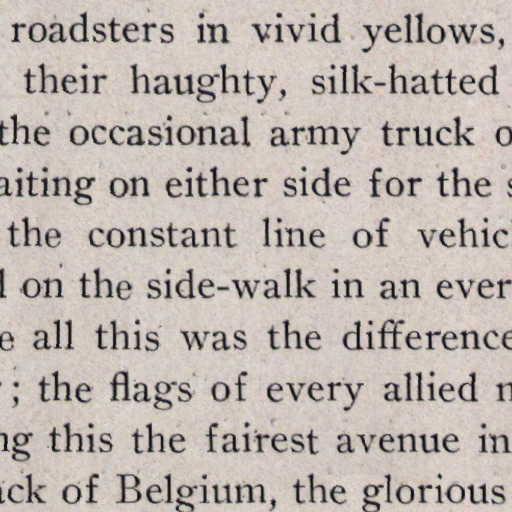 roadsters in vivid yellows,
their haughty, silk-hatted
the occasional army truck
aiting on either side for the
the constant line of vehic
on the side-walk in an ever
all this was the difference
; the flags of every allied
ng this the fairest avenue in
ack of Belgium, the glorious